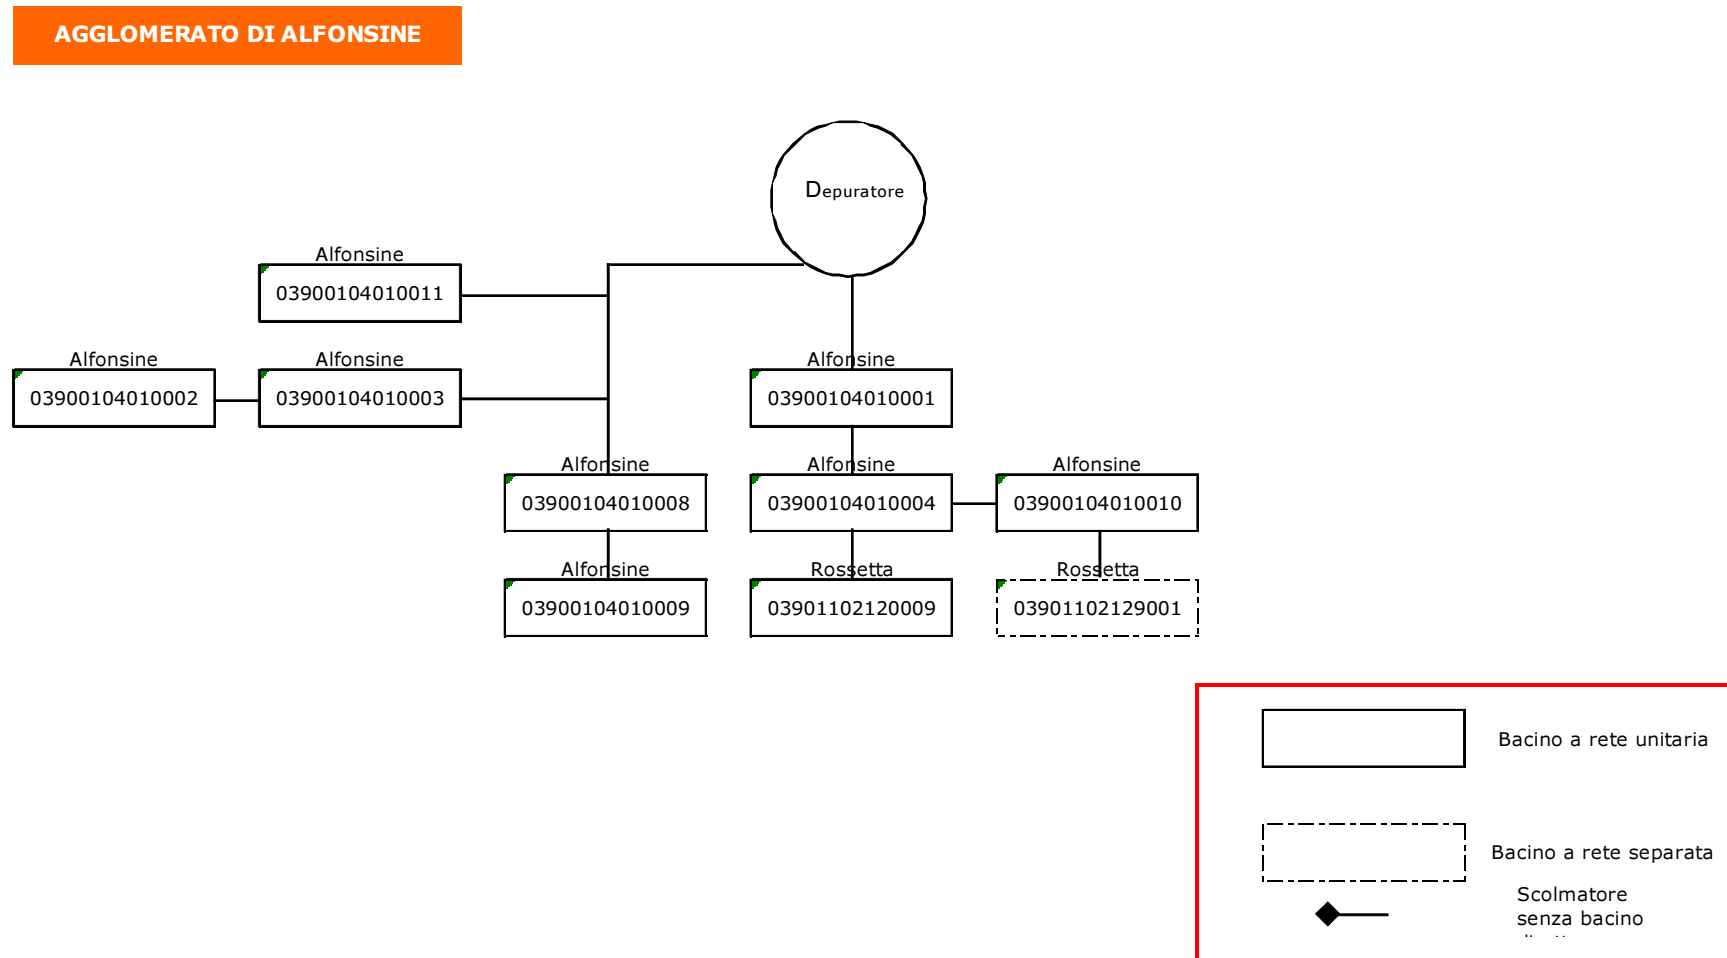 AGGLOMERATO DI ALFONSINE
Depuratore
Alfonsine
03900104010011
Alfonsine
03900104010002
Alfonsine
03900104010003
Alfonsine
03900104010001
Alfonsine
03900104010008
Alfonsine
03900104010004
Alfonsine
03900104010010
Alfonsine
03900104010009
Rossetta
03901102120009
Rossetta
03901102129001
Bacino a rete unitaria
Bacino a rete separata
Scolmatore
senza bacino